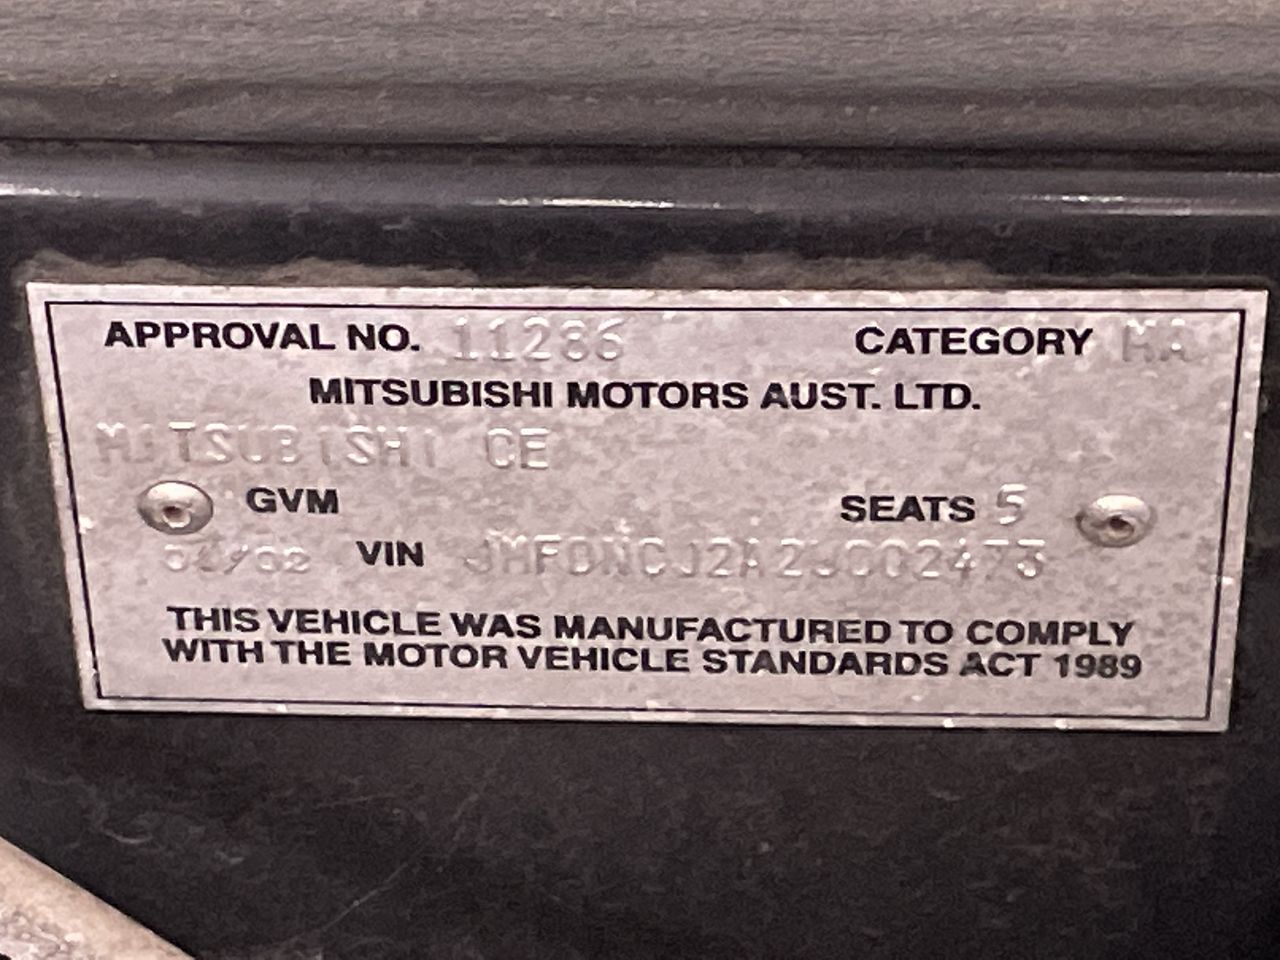 APPROVAL NO. 11286 CATEGORY MA
MITSUBISHI MOTORS AUST. LTD.
MITSUBISHI CE
GVM SEATS 5
VIN
THIS VEHICLE WAS MANUFACTURED TO COMPLY
WITH THE MOTOR VEHICLE STANDARDS ACT 1989